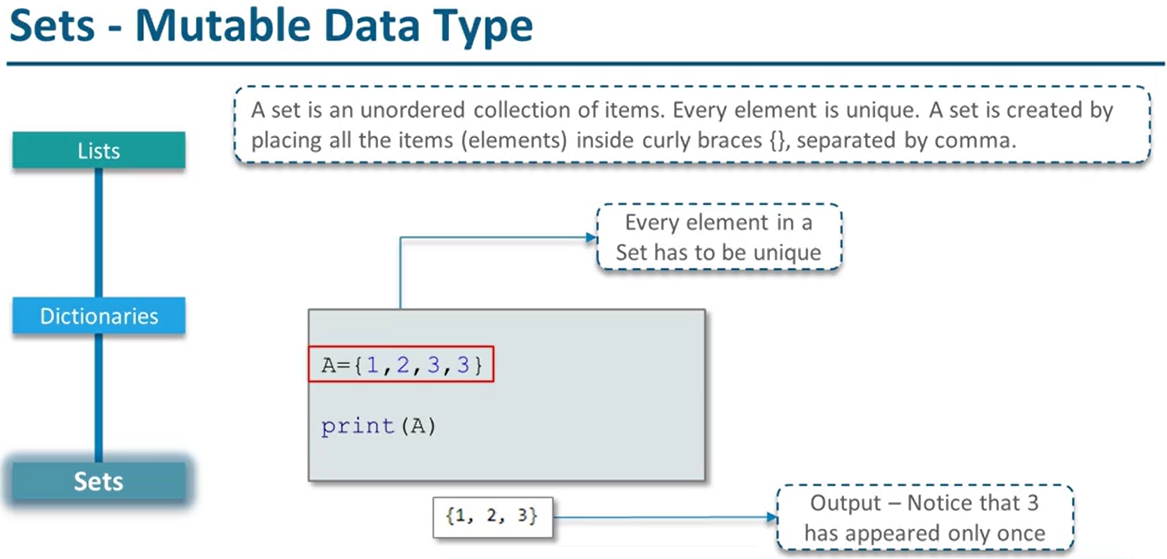 Sets - Mutable Data Type
A set is an unordered collection of items. Every element is unique. A set is created by
placing all the items (elements) inside curly braces {}, separated by comma.
Lists
Dictionaries
Sets
Every element in a
Set has to be unique
A={1,2,3,3}
print(A)
{1, 2, 3}
Output – Notice that 3
has appeared only once